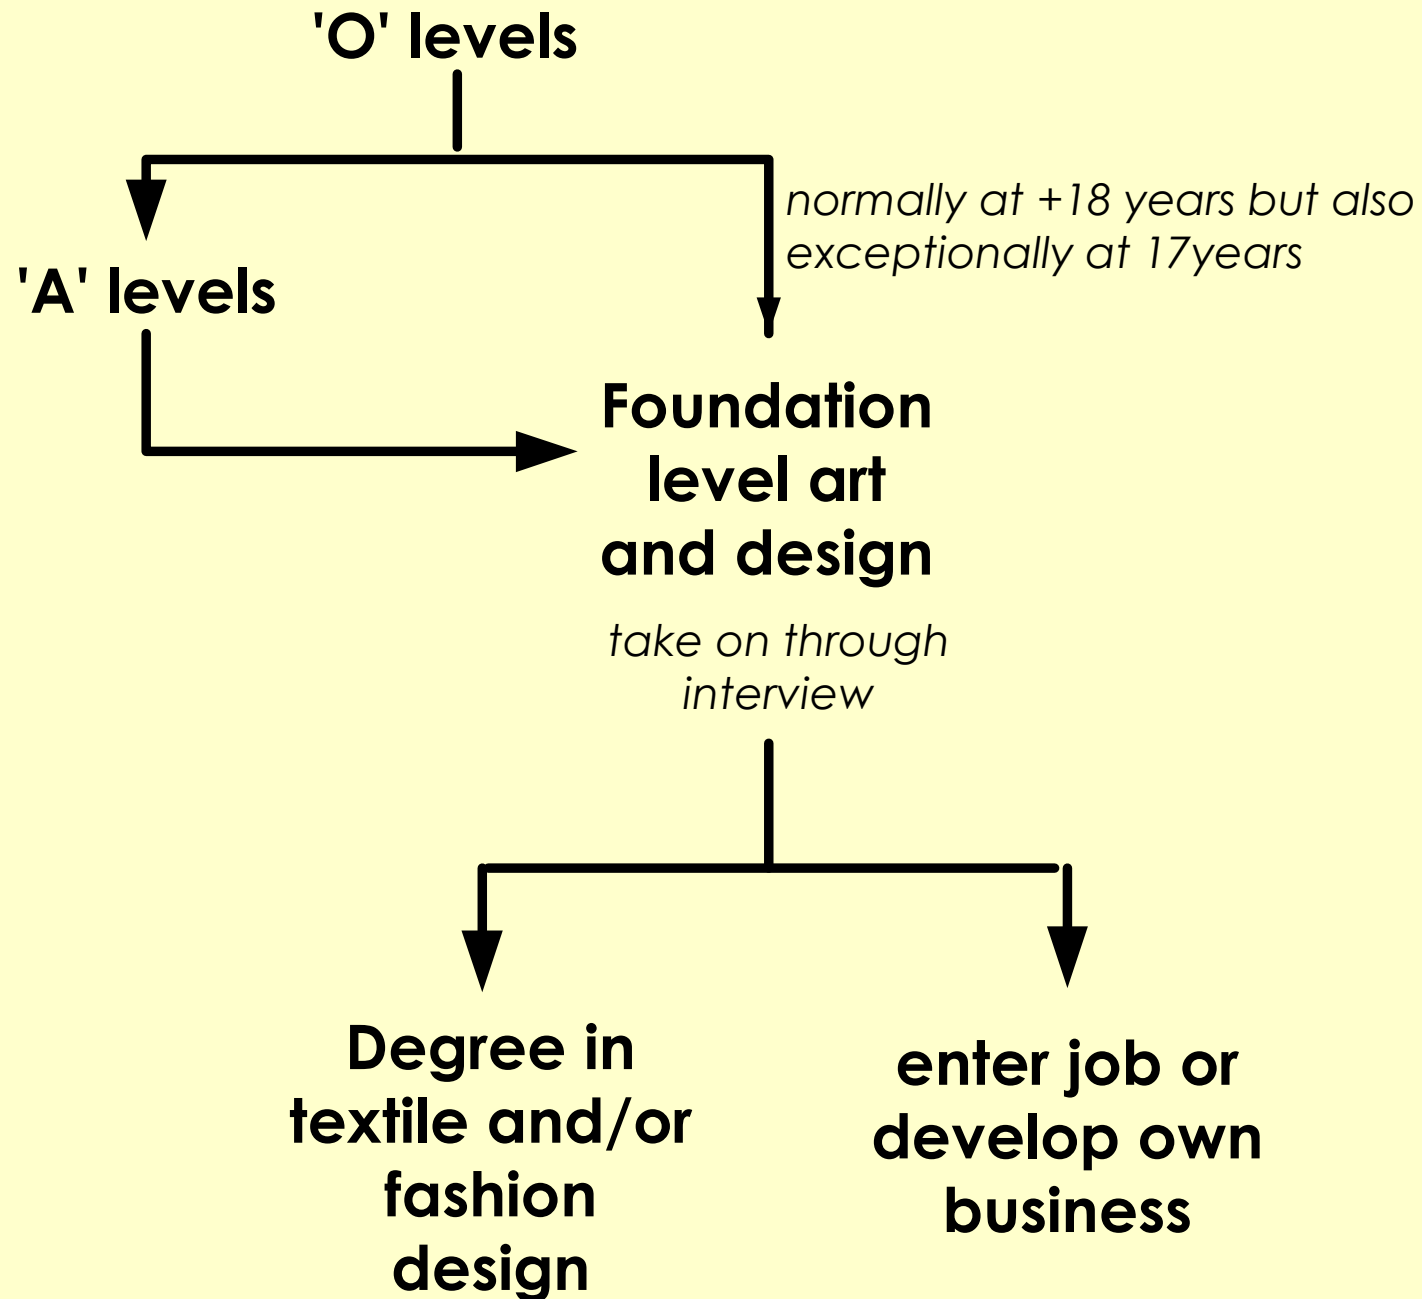 'O' levels
normally at +18 years but also
exceptionally at 17years
'A' levels
Foundation
level art
and design
take on through
interview
Degree in
textile and/or
fashion
design
enter job or
develop own
business